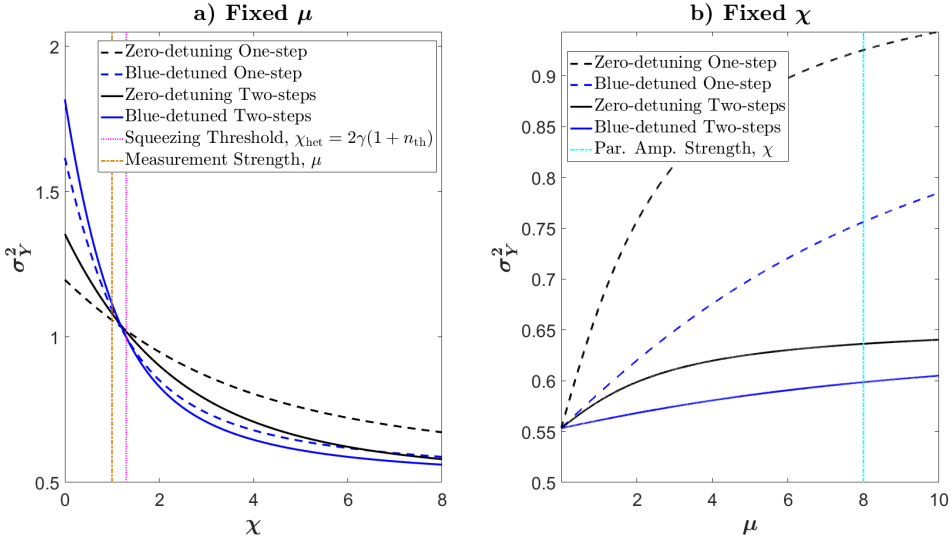 a) Fixed μ
2
1.5
1
0.5
0
2
4
6
8
σ²_Y
χ
Zero-detuning One-step
Blue-detuned One-step
Zero-detuning Two-steps
Blue-detuned Two-steps
Squeezing Threshold, χ_het = 2γ(1 + n_th)
Measurement Strength, μ
b) Fixed χ
0.9
0.85
0.8
0.75
0.7
0.65
0.6
0.55
0.5
2
4
6
8
10
σ²_Y
μ
Zero-detuning One-step
Blue-detuned One-step
Zero-detuning Two-steps
Blue-detuned Two-steps
Par. Amp. Strength, χ